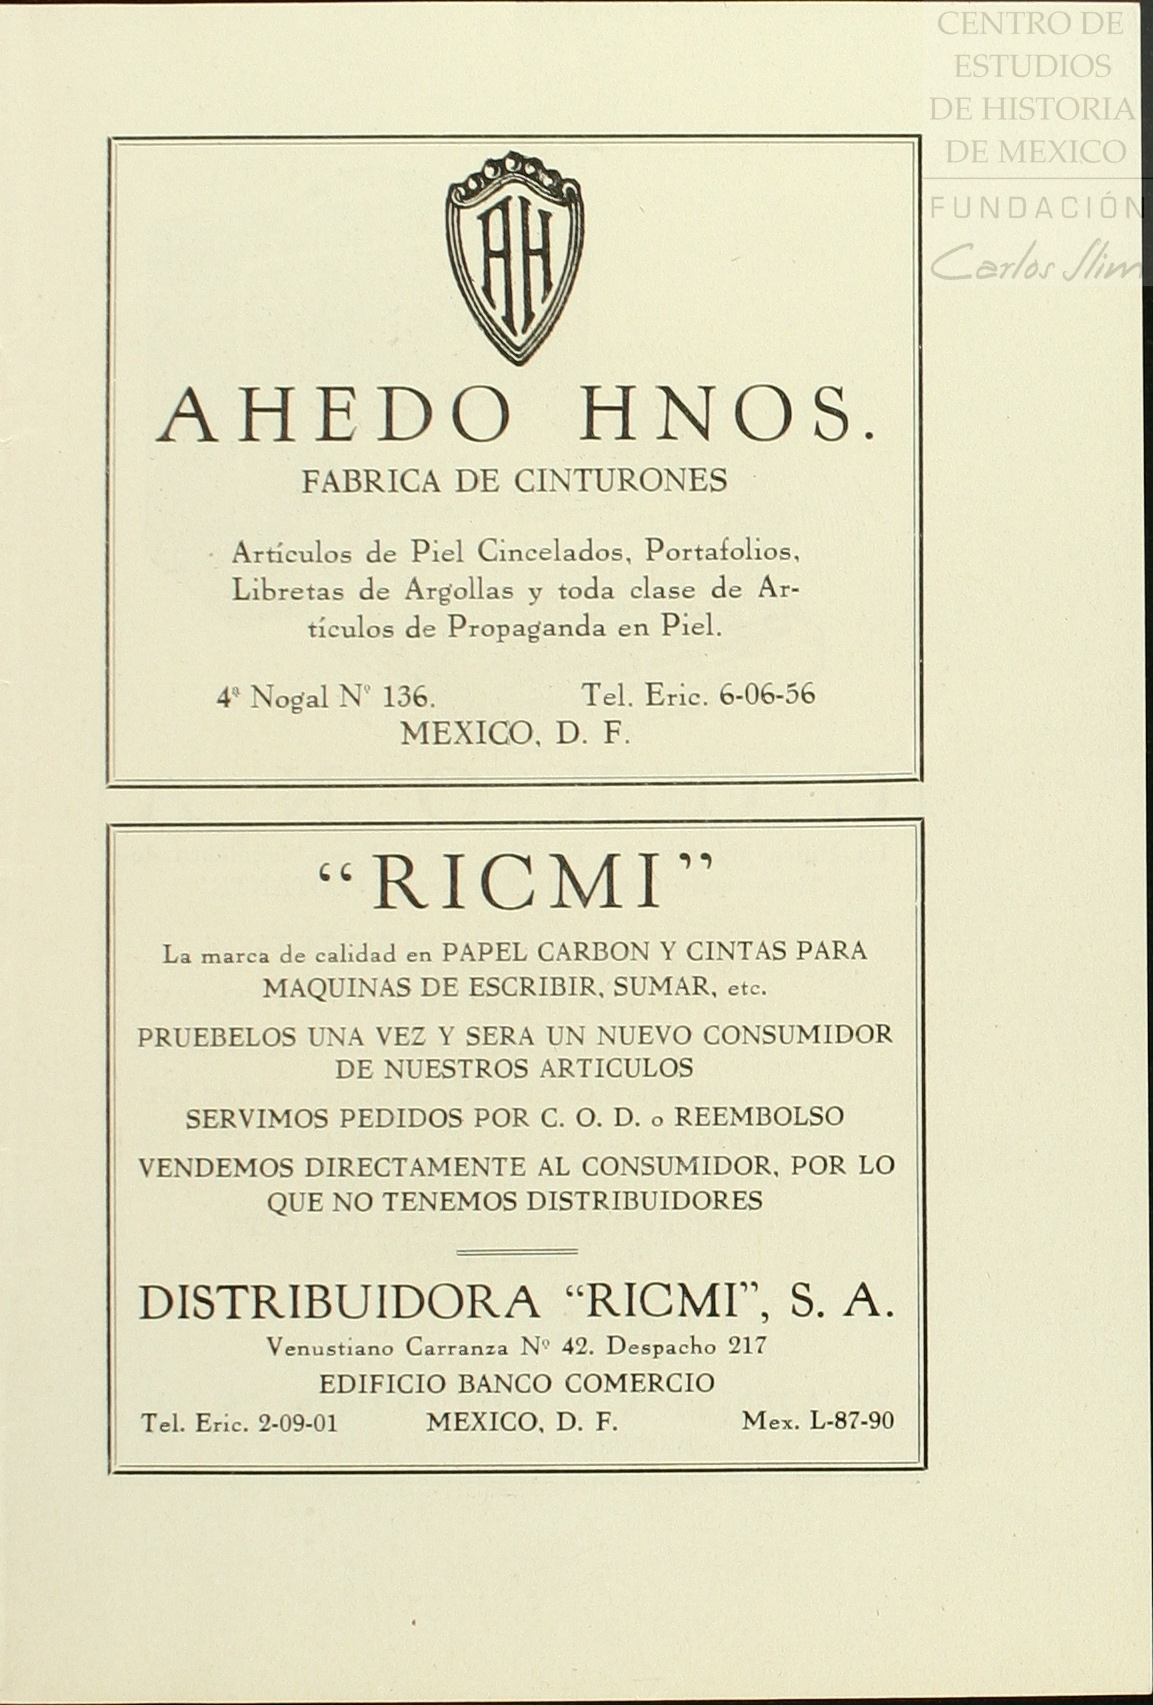 CENTRO DE
ESTUDIOS
DE HISTORIA
DE MEXICO
FUNDACIÓN
Carlos Slim
AH
AHEDO HNOS.
FABRICA DE CINTURONES
Artículos de Piel Cincelados, Portafolios,
Libretas de Argollas y toda clase de Ar-
tículos de Propaganda en Piel.
4ª Nogal Nº 136. Tel. Eric. 6-06-56
MEXICO, D. F.
“RICMI”
La marca de calidad en PAPEL CARBON Y CINTAS PARA
MAQUINAS DE ESCRIBIR, SUMAR, etc.
PRUEBELOS UNA VEZ Y SERA UN NUEVO CONSUMIDOR
DE NUESTROS ARTICULOS
SERVIMOS PEDIDOS POR C. O. D. o REEMBOLSO
VENDEMOS DIRECTAMENTE AL CONSUMIDOR, POR LO
QUE NO TENEMOS DISTRIBUIDORES
DISTRIBUIDORA “RICMI”, S. A.
Venustiano Carranza Nº 42. Despacho 217
EDIFICIO BANCO COMERCIO
Tel. Eric. 2-09-01 MEXICO, D. F. Mex. L-87-90